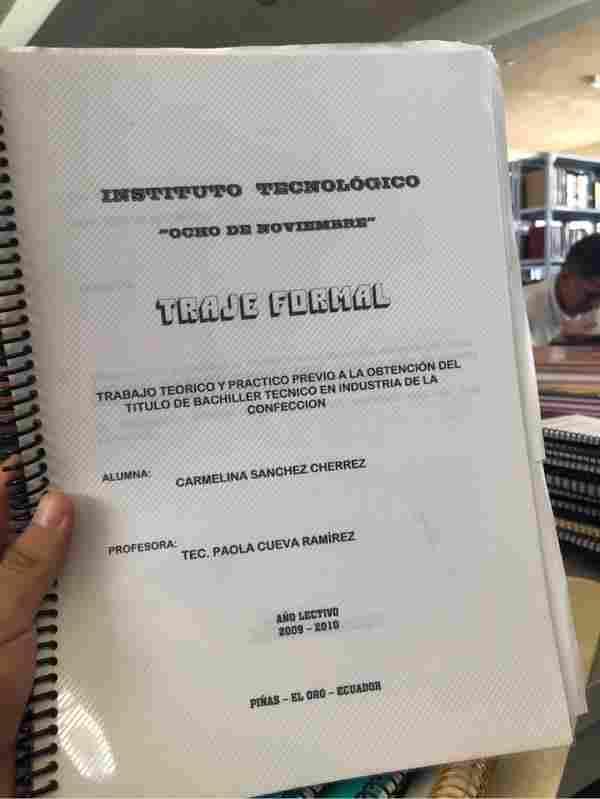 INSTITUTO TECNOLÓGICO
"OCHO DE NOVIEMBRE"
TRAJE FORMAL
TRABAJO TEORICO Y PRACTICO PREVIO A LA OBTENCIÓN DEL
TITULO DE BACHILLER TECNICO EN INDUSTRIA DE LA
CONFECCION
ALUMNA: CARMELINA SANCHEZ CHERREZ
PROFESORA: TEC. PAOLA CUEVA RAMÍREZ
AÑO LECTIVO
2009 – 2010
PIÑAS – EL ORO – ECUADOR